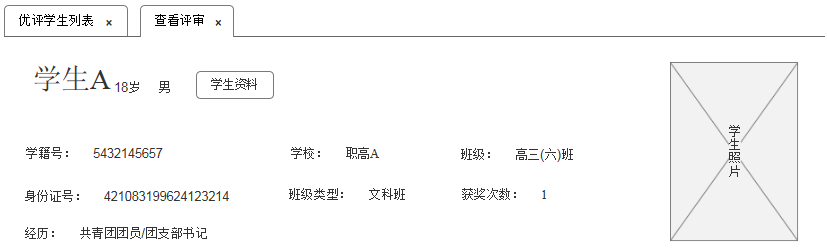 优评学生列表 × 查看评审 ×
学生A 18岁 男 学生资料
学籍号： 5432145657 学校： 职高A 班级： 高三(六)班
身份证号： 421083199624123214 班级类型： 文科班 获奖次数： 1
经历： 共青团团员/团支部书记
学生照片